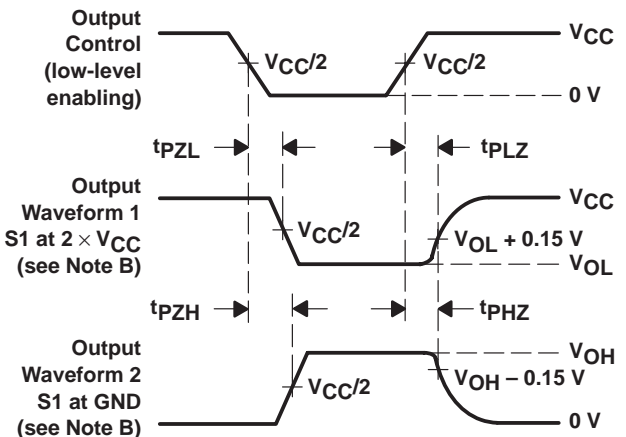 Output
Control
(low-level
enabling)
VCC/2
VCC/2
VCC
0 V
tPZL
tPLZ
Output
Waveform 1
S1 at 2 × VCC
(see Note B)
VCC/2
VCC
VOL + 0.15 V
VOL
tPZH
tPHZ
Output
Waveform 2
S1 at GND
(see Note B)
VCC/2
VOH
VOH – 0.15 V
0 V